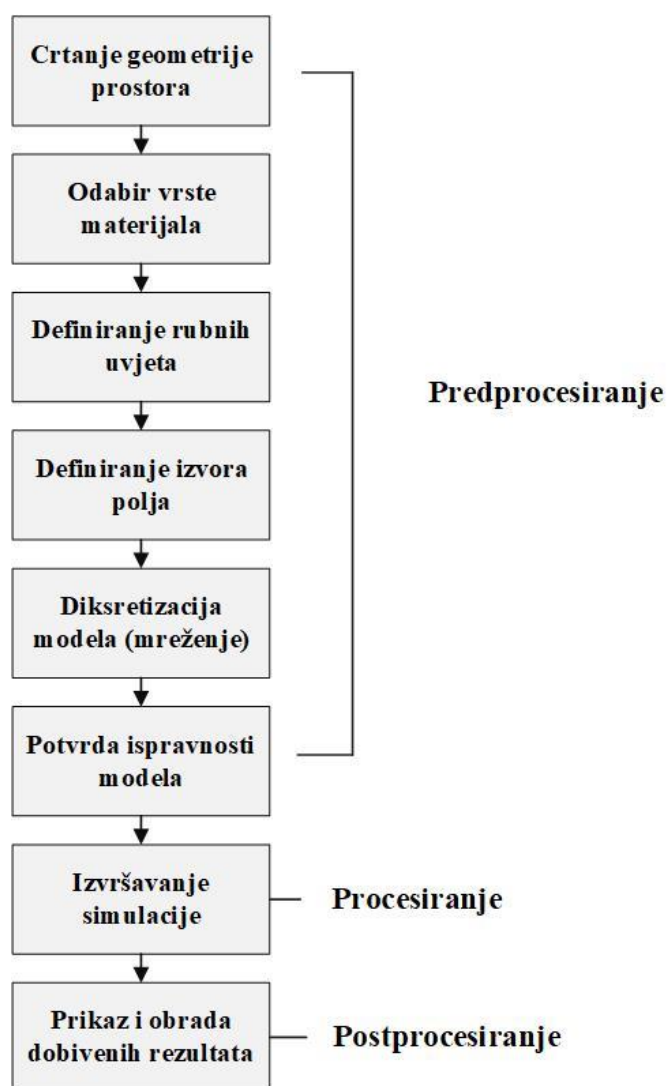 Crtanje geometrije
prostora
Odabir vrste
materijala
Definiranje rubnih
uvjeta
Predprocesiranje
Definiranje izvora
polja
Diksretizacija
modela (mreženje)
Potvrda ispravnosti
modela
Izvršavanje
simulacije
Procesiranje
Prikaz i obrada
dobivenih rezultata
Postprocesiranje